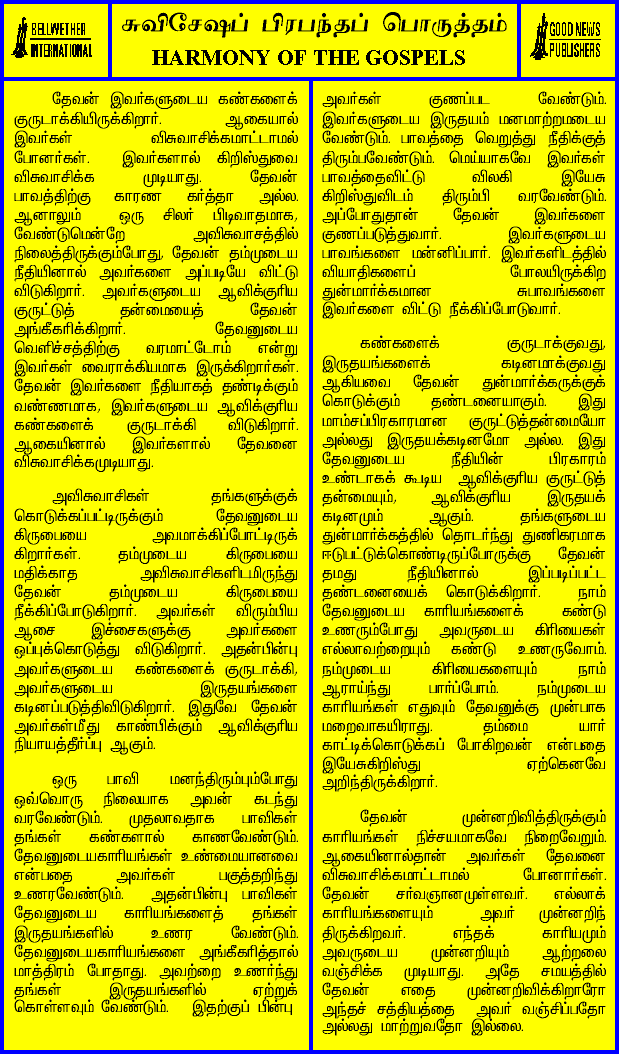 BELLWETHER
INTERNATIONAL
சுவிசேஷப் பிரபந்தப் பொருத்தம்
HARMONY OF THE GOSPELS
GOOD NEWS
PUBLISHERS
தேவன் இவர்களுடைய கண்களைக்
குருடாக்கியிருக்கிறார். ஆகையால்
இவர்கள் விசுவாசிக்கமாட்டாமல்
போனார்கள். இவர்களால் கிறிஸ்துவை
விசுவாசிக்க முடியாது. தேவன்
பாவத்திற்கு காரண கர்த்தா அல்ல.
ஆனாலும் ஒரு சிலர் பிடிவாதமாக,
வேண்டுமென்றே அவிசுவாசத்தில்
நிலைத்திருக்கும்போது, தேவன் தம்முடைய
நீதியினால் அவர்களை அப்படியே விட்டு
விடுகிறார். அவர்களுடைய ஆவிக்குரிய
குருட்டுத் தன்மையைத் தேவன்
அங்கீகரிக்கிறார். தேவனுடைய
வெளிச்சத்திற்கு வரமாட்டோம் என்று
இவர்கள் வைராக்கியமாக இருக்கிறார்கள்.
தேவன் இவர்களை நீதியாகத் தண்டிக்கும்
வண்ணமாக, இவர்களுடைய ஆவிக்குரிய
கண்களைக் குருடாக்கி விடுகிறார்.
ஆகையினால் இவர்களால் தேவனை
விசுவாசிக்கமுடியாது.
அவிசுவாசிகள் தங்களுக்குக்
கொடுக்கப்பட்டிருக்கும் தேவனுடைய
கிருபையை அவமாக்கிப்போட்டிருக்
கிறார்கள். தம்முடைய கிருபையை
மதிக்காத அவிசுவாசிகளிடமிருந்து
தேவன் தம்முடைய கிருபையை
நீக்கிப்போடுகிறார். அவர்கள் விரும்பிய
ஆசை இச்சைகளுக்கு அவர்களை
ஒப்புக்கொடுத்து விடுகிறார். அதன்பின்பு
அவர்களுடைய கண்களைக் குருடாக்கி,
அவர்களுடைய இருதயங்களை
கடினப்படுத்திவிடுகிறார். இதுவே தேவன்
அவர்கள்மீது காண்பிக்கும் ஆவிக்குரிய
நியாயத்தீர்ப்பு ஆகும்.
ஒரு பாவி மனந்திரும்பும்போது
ஒவ்வொரு நிலையாக அவன் கடந்து
வரவேண்டும். முதலாவதாக பாவிகள்
தங்கள் கண்களால் காணவேண்டும்.
தேவனுடையகாரியங்கள் உண்மையானவை
என்பதை அவர்கள் பகுத்தறிந்து
உணரவேண்டும். அதன்பின்பு பாவிகள்
தேவனுடைய காரியங்களைத் தங்கள்
இருதயங்களில் உணர வேண்டும்.
தேவனுடையகாரியங்களை அங்கீகரித்தால்
மாத்திரம் போதாது. அவற்றை உணர்ந்து
தங்கள் இருதயங்களில் ஏற்றுக்
கொள்ளவும் வேண்டும். இதற்குப் பின்பு
அவர்கள் குணப்பட வேண்டும்.
இவர்களுடைய இருதயம் மனமாற்றமடைய
வேண்டும். பாவத்தை வெறுத்து நீதிக்குத்
திரும்பவேண்டும். மெய்யாகவே இவர்கள்
பாவத்தைவிட்டு விலகி இயேசு
கிறிஸ்துவிடம் திரும்பி வரவேண்டும்.
அப்போதுதான் தேவன் இவர்களை
குணப்படுத்துவார். இவர்களுடைய
பாவங்களை மன்னிப்பார். இவர்களிடத்தில்
வியாதிகளைப் போலயிருக்கிற
துன்மார்க்கமான சுபாவங்களை
இவர்களை விட்டு நீக்கிப்போடுவார்.
கண்களைக் குருடாக்குவது,
இருதயங்களைக் கடினமாக்குவது
ஆகியவை தேவன் துன்மார்க்கருக்குக்
கொடுக்கும் தண்டனையாகும். இது
மாம்சப்பிரகாரமான குருட்டுத்தன்மையோ
அல்லது இருதயக்கடினமோ அல்ல. இது
தேவனுடைய நீதியின் பிரகாரம்
உண்டாகக் கூடிய ஆவிக்குரிய குருட்டுத்
தன்மையும், ஆவிக்குரிய இருதயக்
கடினமும் ஆகும். தங்களுடைய
துன்மார்க்கத்தில் தொடர்ந்து துணிகரமாக
ஈடுபட்டுக்கொண்டிருப்போருக்கு தேவன்
தமது நீதியினால் இப்படிப்பட்ட
தண்டனையைக் கொடுக்கிறார். நாம்
தேவனுடைய காரியங்களைக் கண்டு
உணரும்போது அவருடைய கிரியைகள்
எல்லாவற்றையும் கண்டு உணருவோம்.
நம்முடைய கிரியைகளையும் நாம்
ஆராய்ந்து பார்ப்போம். நம்முடைய
காரியங்கள் எதுவும் தேவனுக்கு முன்பாக
மறைவாகயிராது. தம்மை யார்
காட்டிக்கொடுக்கப் போகிறவன் என்பதை
இயேசுகிறிஸ்து ஏற்கெனவே
அறிந்திருக்கிறார்.
தேவன் முன்னறிவித்திருக்கும்
காரியங்கள் நிச்சயமாகவே நிறைவேறும்.
ஆகையினால்தான் அவர்கள் தேவனை
விசுவாசிக்கமாட்டாமல் போனார்கள்.
தேவன் சர்வஞானமுள்ளவர். எல்லாக்
காரியங்களையும் அவர் முன்னறிந்
திருக்கிறவர். எந்தக் காரியமும்
அவருடைய முன்னறியும் ஆற்றலை
வஞ்சிக்க முடியாது. அதே சமயத்தில்
தேவன் எதை முன்னறிவிக்கிறாரோ
அந்தச் சத்தியத்தை அவர் வஞ்சிப்பதோ
அல்லது மாற்றுவதோ இல்லை.